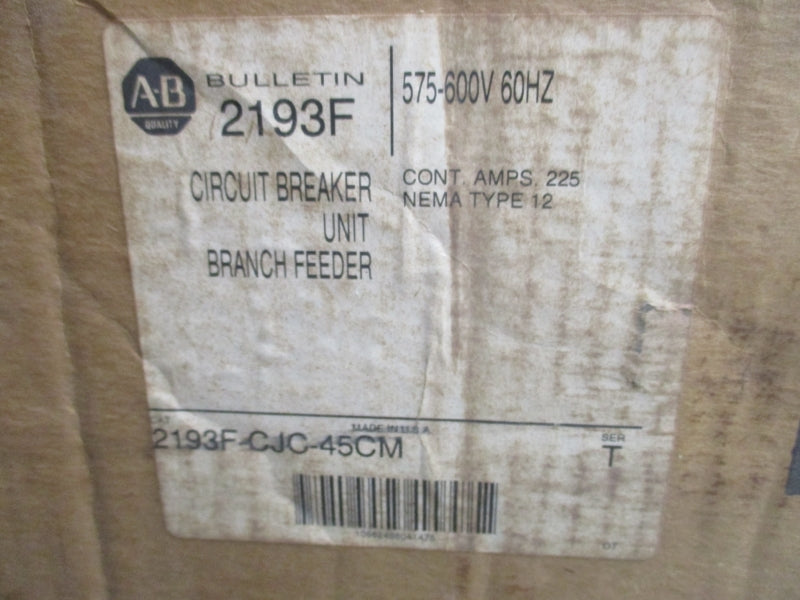 A-B
QUALITY
BULLETIN
2193F
575-600V 60HZ
CIRCUIT BREAKER
UNIT
BRANCH FEEDER
CONT. AMPS. 225
NEMA TYPE 12
CAT
MADE IN U.S.A.
2193F-CJC-45CM
SER
T